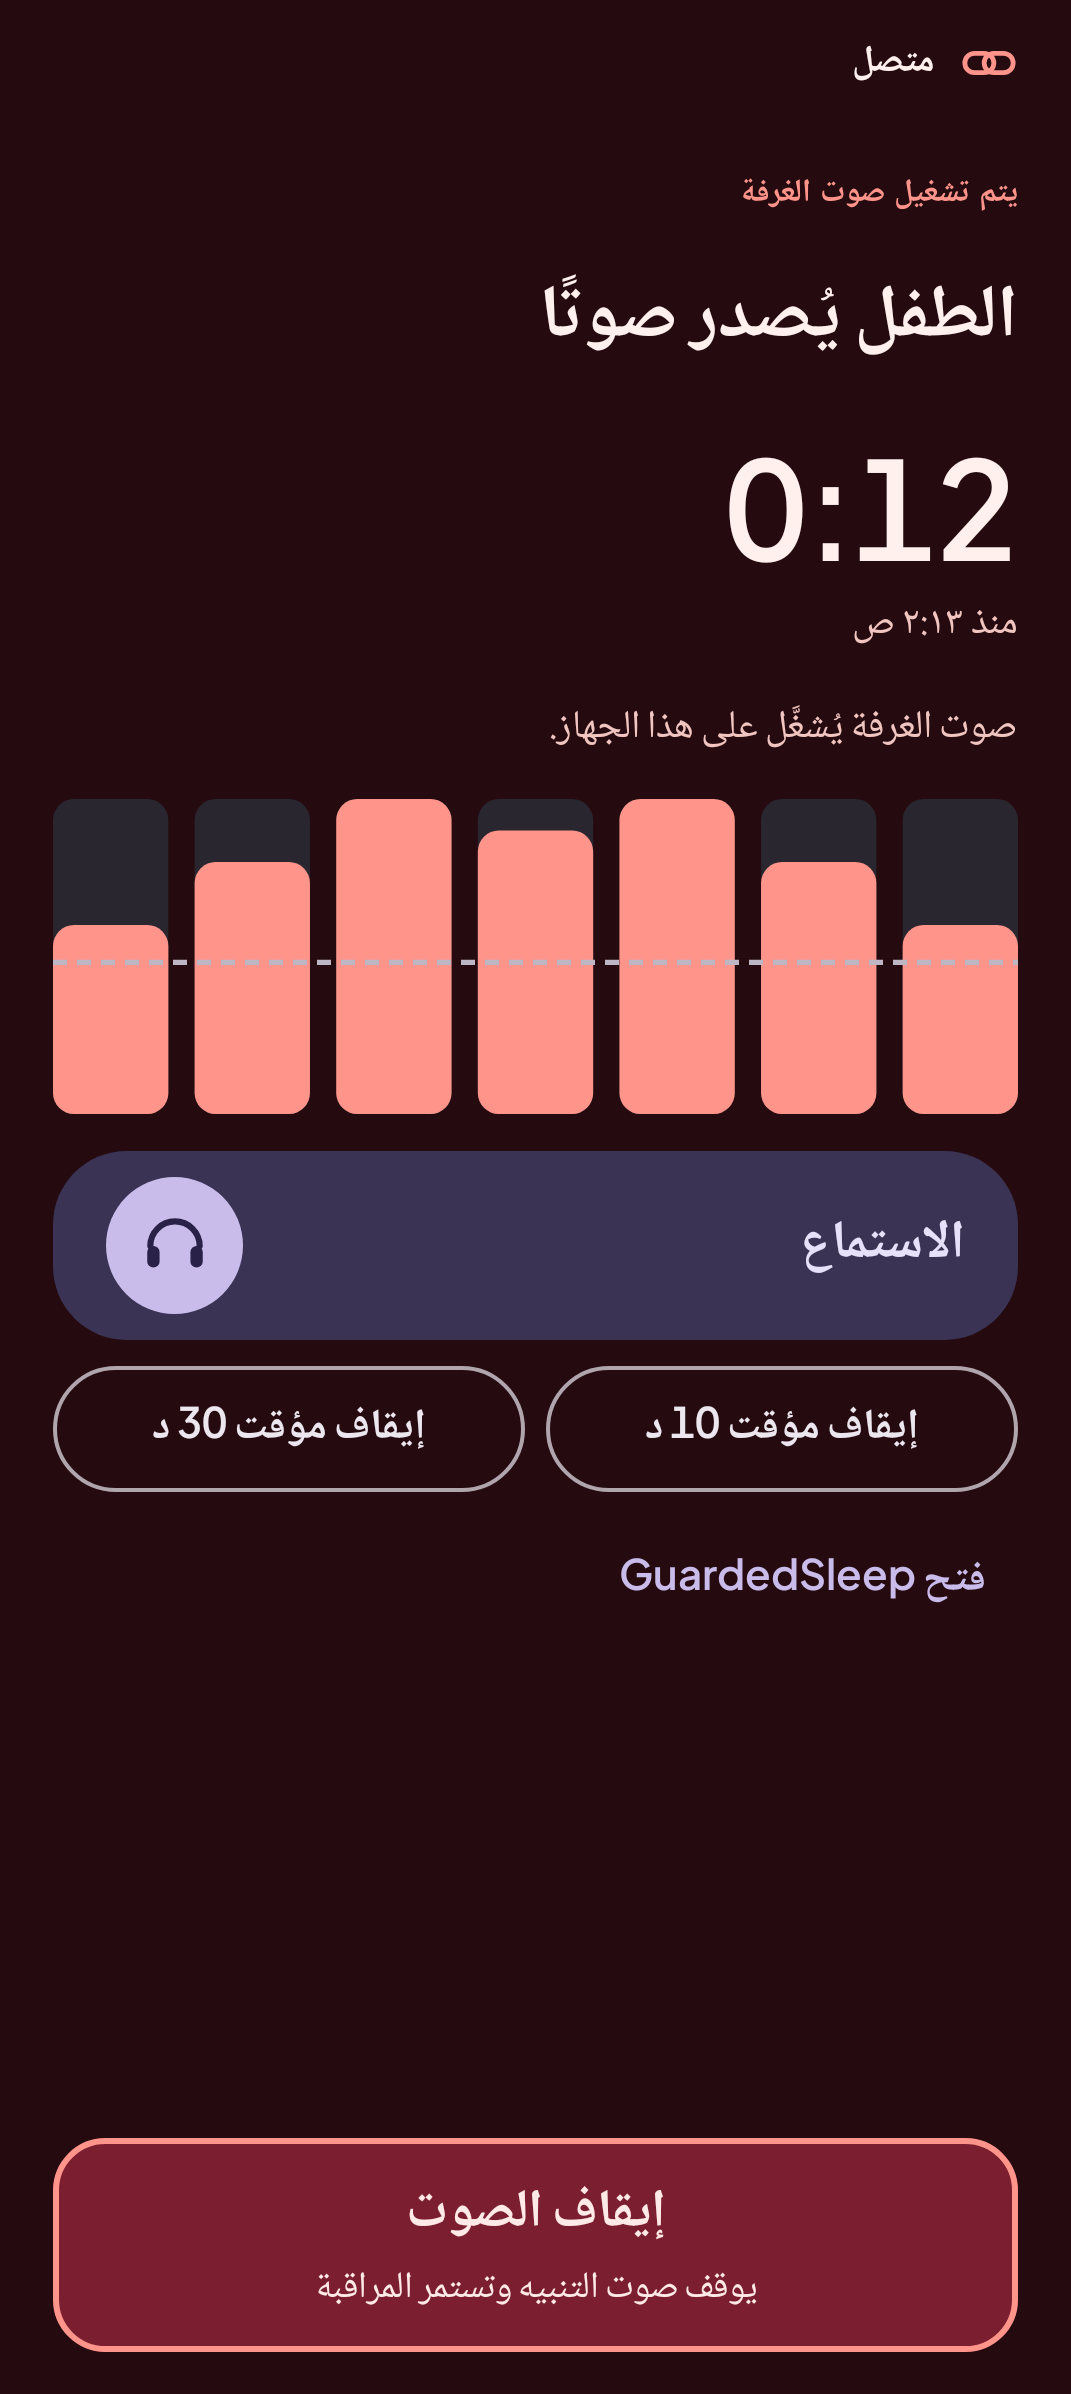 متصل
يتم تشغيل صوت الغرفة
الطفل يُصدر صوتًا
0:12
منذ ٢:١٣ ص
صوت الغرفة يُشغَّل على هذا الجهاز.
الاستماع
إيقاف مؤقت 10 د
إيقاف مؤقت 30 د
فتح GuardedSleep
إيقاف الصوت
يوقف صوت التنبيه وتستمر المراقبة